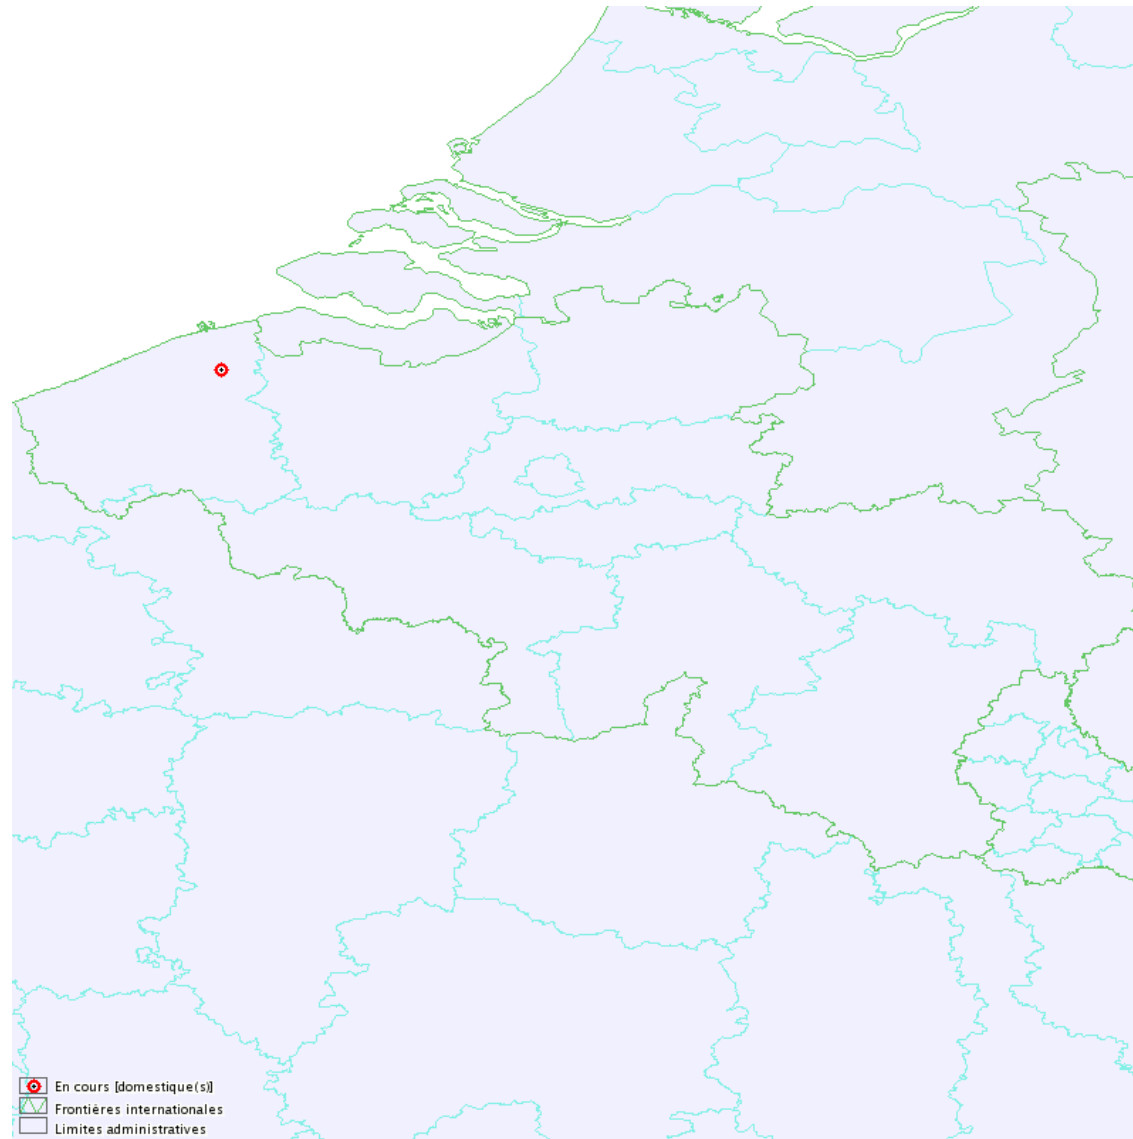 En cours [domestique(s)]
Frontières internationales
Limites administratives